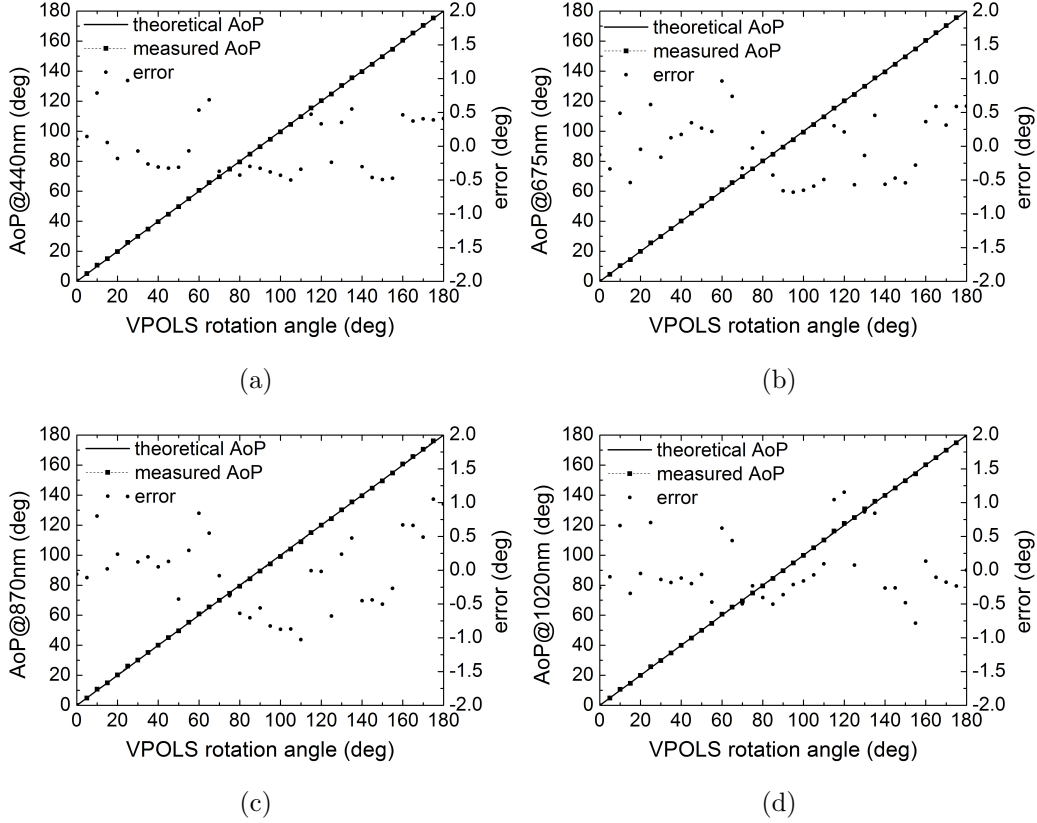 theoretical AoP
measured AoP
error
AoP@440nm (deg)
180
160
140
120
100
80
60
40
20
0
2.0
1.5
1.0
0.5
0.0
-0.5
-1.0
-1.5
-2.0
error (deg)
0 20 40 60 80 100 120 140 160 180
VPOLS rotation angle (deg)
(a)
theoretical AoP
measured AoP
error
AoP@675nm (deg)
180
160
140
120
100
80
60
40
20
0
2.0
1.5
1.0
0.5
0.0
-0.5
-1.0
-1.5
-2.0
error (deg)
0 20 40 60 80 100 120 140 160 180
VPOLS rotation angle (deg)
(b)
theoretical AoP
measured AoP
error
AoP@870nm (deg)
180
160
140
120
100
80
60
40
20
0
2.0
1.5
1.0
0.5
0.0
-0.5
-1.0
-1.5
-2.0
error (deg)
0 20 40 60 80 100 120 140 160 180
VPOLS rotation angle (deg)
(c)
theoretical AoP
measured AoP
error
AoP@1020nm (deg)
180
160
140
120
100
80
60
40
20
0
2.0
1.5
1.0
0.5
0.0
-0.5
-1.0
-1.5
-2.0
error (deg)
0 20 40 60 80 100 120 140 160 180
VPOLS rotation angle (deg)
(d)